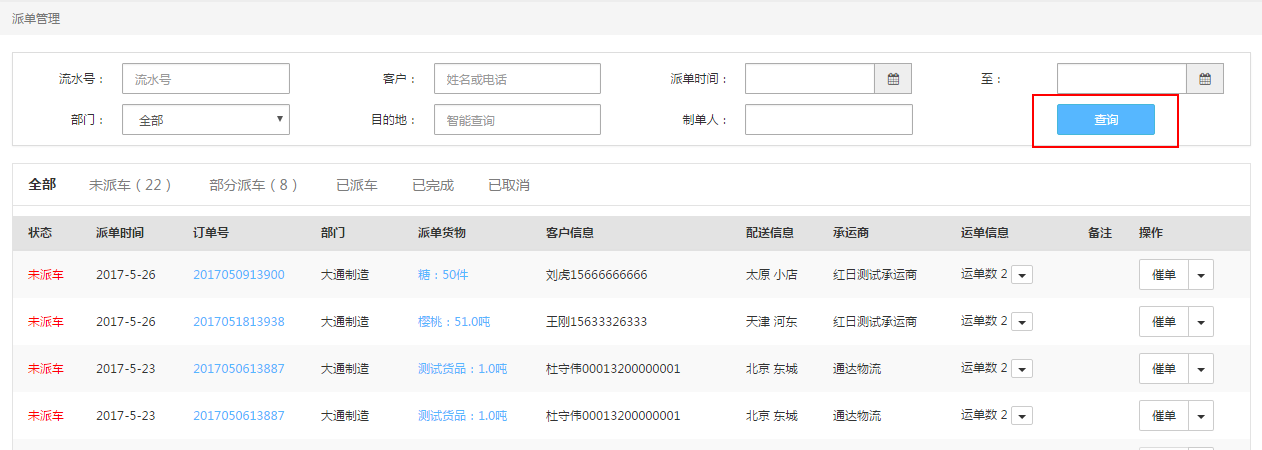 派单管理
流水号： 流水号 客户： 姓名或电话 派单时间： 至：
部门： 全部 目的地： 智能查询 制单人： 查询
全部 未派车（22） 部分派车（8） 已派车 已完成 已取消
状态 派单时间 订单号 部门 派单货物 客户信息 配送信息 承运商 运单信息 备注 操作
未派车 2017-5-26 2017050913900 大通制造 糖：50件 刘虎15666666666 太原 小店 红日测试承运商 运单数 2 催单
未派车 2017-5-26 2017051813938 大通制造 樱桃：51.0吨 王刚15633326333 天津 河东 红日测试承运商 运单数 2 催单
未派车 2017-5-23 2017050613887 大通制造 测试货品：1.0吨 杜守伟00013200000001 北京 东城 通达物流 运单数 2 催单
未派车 2017-5-23 2017050613887 大通制造 测试货品：1.0吨 杜守伟00013200000001 北京 东城 通达物流 运单数 2 催单